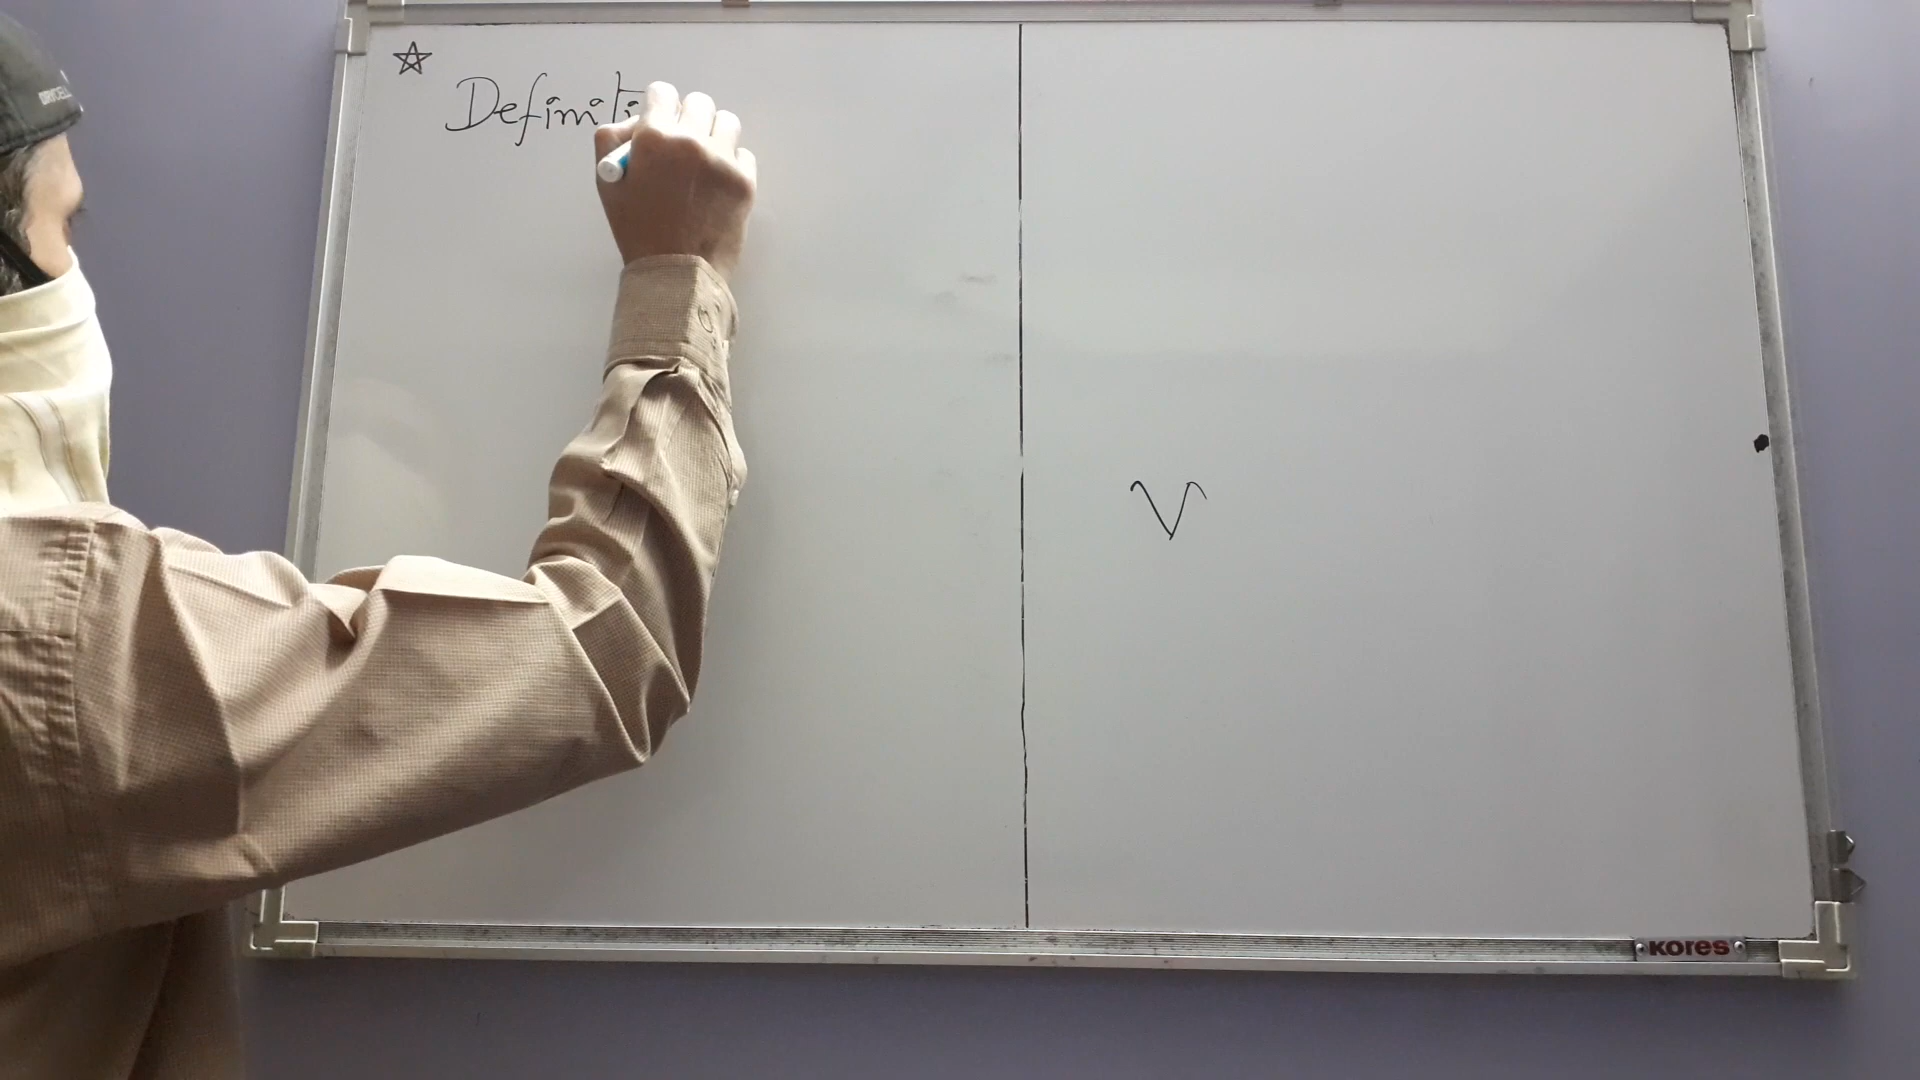 ☆
Definiti
V
kores